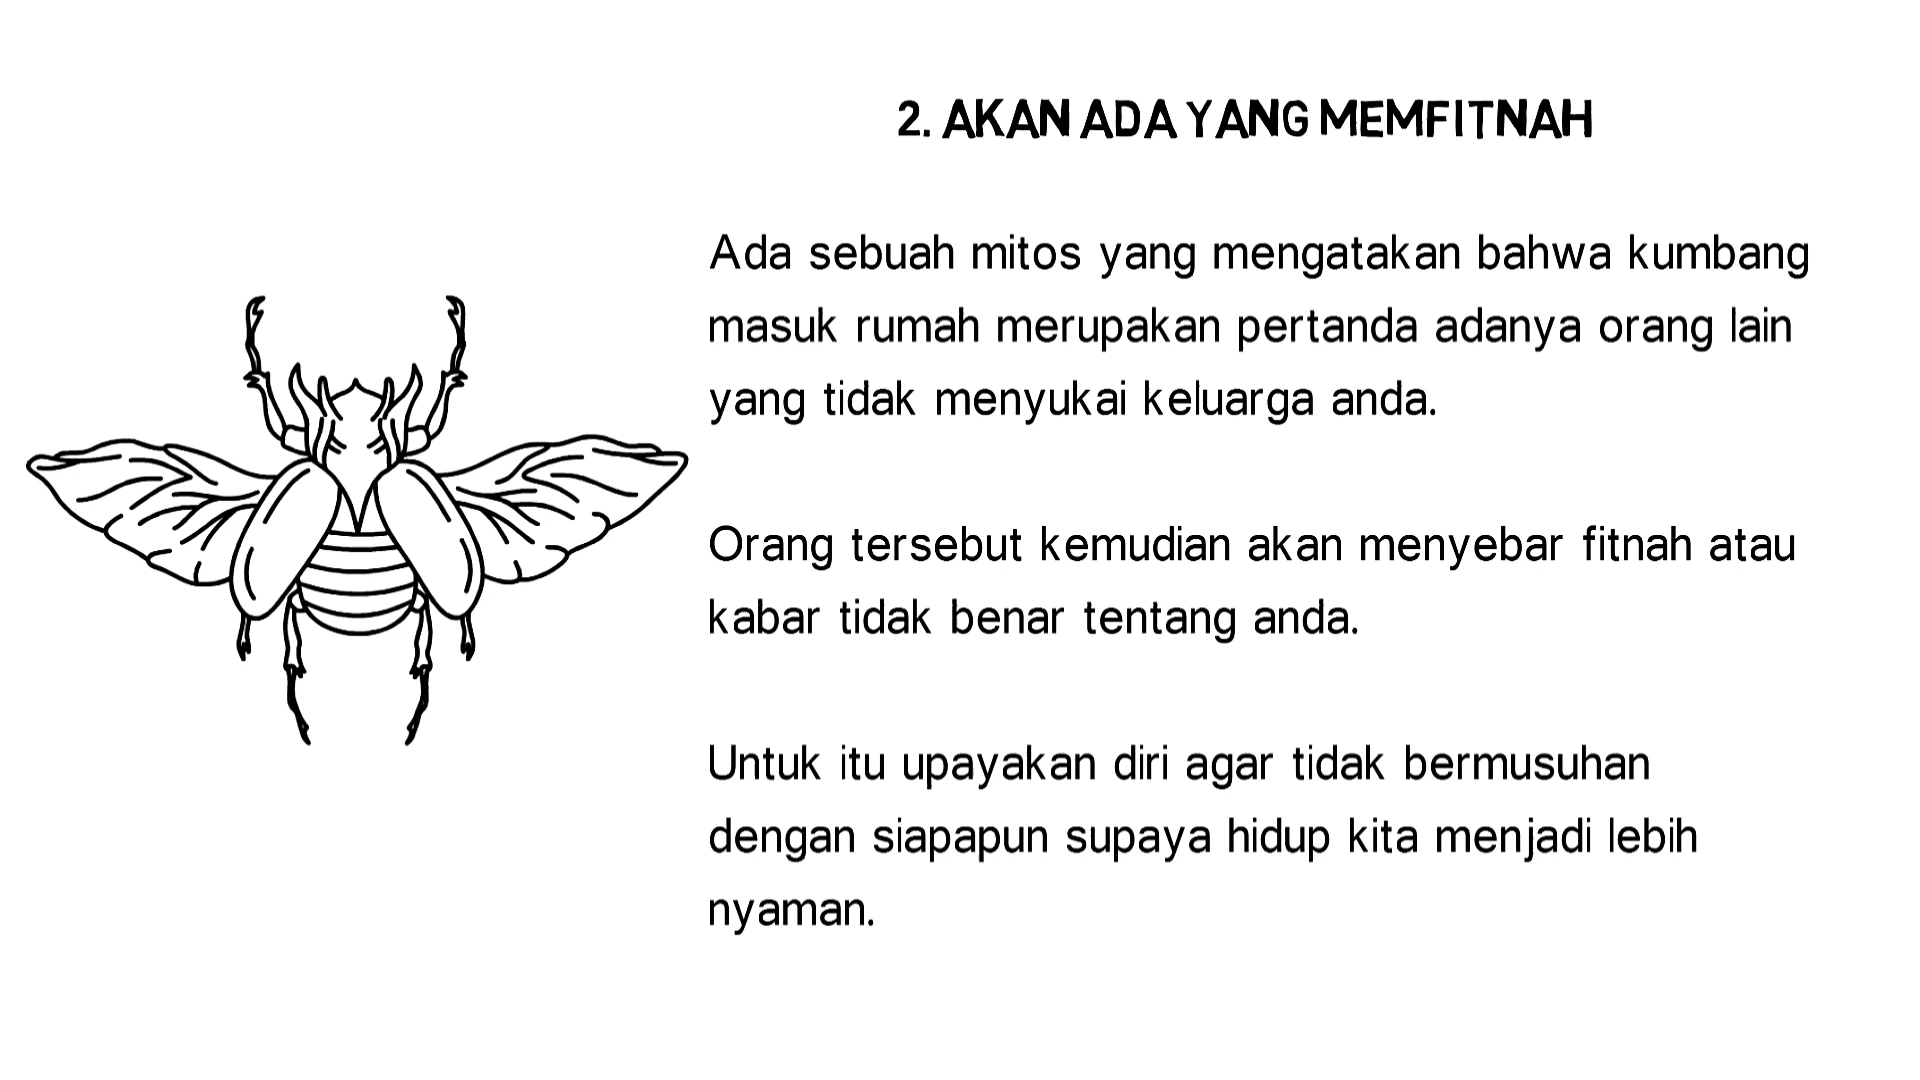 2. AKAN ADA YANG MEMFITNAH
Ada sebuah mitos yang mengatakan bahwa kumbang
masuk rumah merupakan pertanda adanya orang lain
yang tidak menyukai keluarga anda.
Orang tersebut kemudian akan menyebar fitnah atau
kabar tidak benar tentang anda.
Untuk itu upayakan diri agar tidak bermusuhan
dengan siapapun supaya hidup kita menjadi lebih
nyaman.